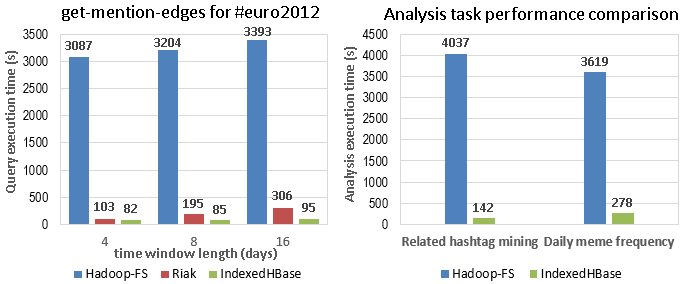 get-mention-edges for #euro2012
Query execution time (s)
3500
3000
2500
2000
1500
1000
500
0
3087
3204
3393
103
82
195
85
306
95
4
8
16
time window length (days)
Hadoop-FS
Riak
IndexedHBase
Analysis task performance comparison
Analysis execution time (s)
4500
4000
3500
3000
2500
2000
1500
1000
500
0
4037
142
3619
278
Related hashtag mining
Daily meme frequency
Hadoop-FS
IndexedHBase